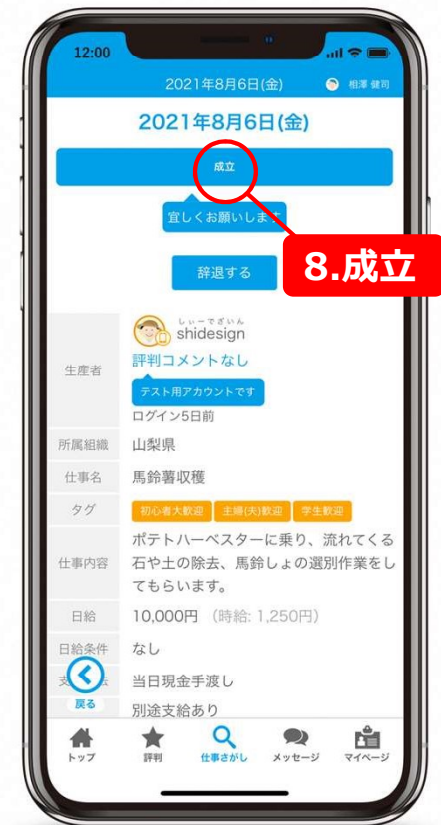 12:00
2021年8月6日(金) 相澤 健司
2021年8月6日(金)
成立
宜しくお願いします
辞退する
8.成立
しぃーでざいん
shidesign
生産者
評判コメントなし
テスト用アカウントです
ログイン5日前
所属組織 山梨県
仕事名 馬鈴薯収穫
タグ 初心者大歓迎 主婦(夫)歓迎 学生歓迎
ポテトハーベスターに乗り、流れてくる
仕事内容 石や土の除去、馬鈴しょの選別作業をし
てもらいます。
日給 10,000円 (時給: 1,250円)
日給条件 なし
当日現金手渡し
戻る
別途支給あり
トップ 評判 仕事さがし メッセージ マイページ